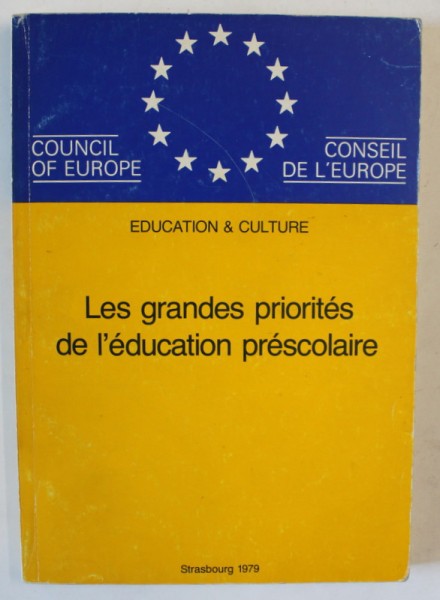 COUNCIL
OF EUROPE
CONSEIL
DE L'EUROPE
EDUCATION & CULTURE
Les grandes priorités
de l'éducation préscolaire
Strasbourg 1979